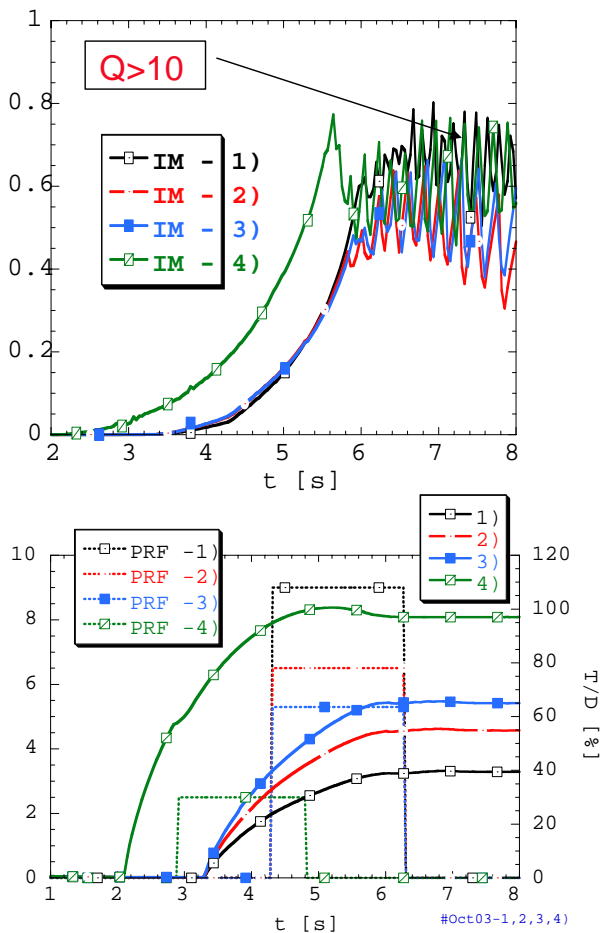 1
0.8
0.6
0.4
0.2
0
Q>10
IM - 1)
IM - 2)
IM - 3)
IM - 4)
2 3 4 5 6 7 8
t [s]
PRF -1)
PRF -2)
PRF -3)
PRF -4)
1)
2)
3)
4)
10
8
6
4
2
0
120
100
80
60
40
20
0
T/D [%]
1 2 3 4 5 6 7 8
t [s]
#Oct03-1,2,3,4)